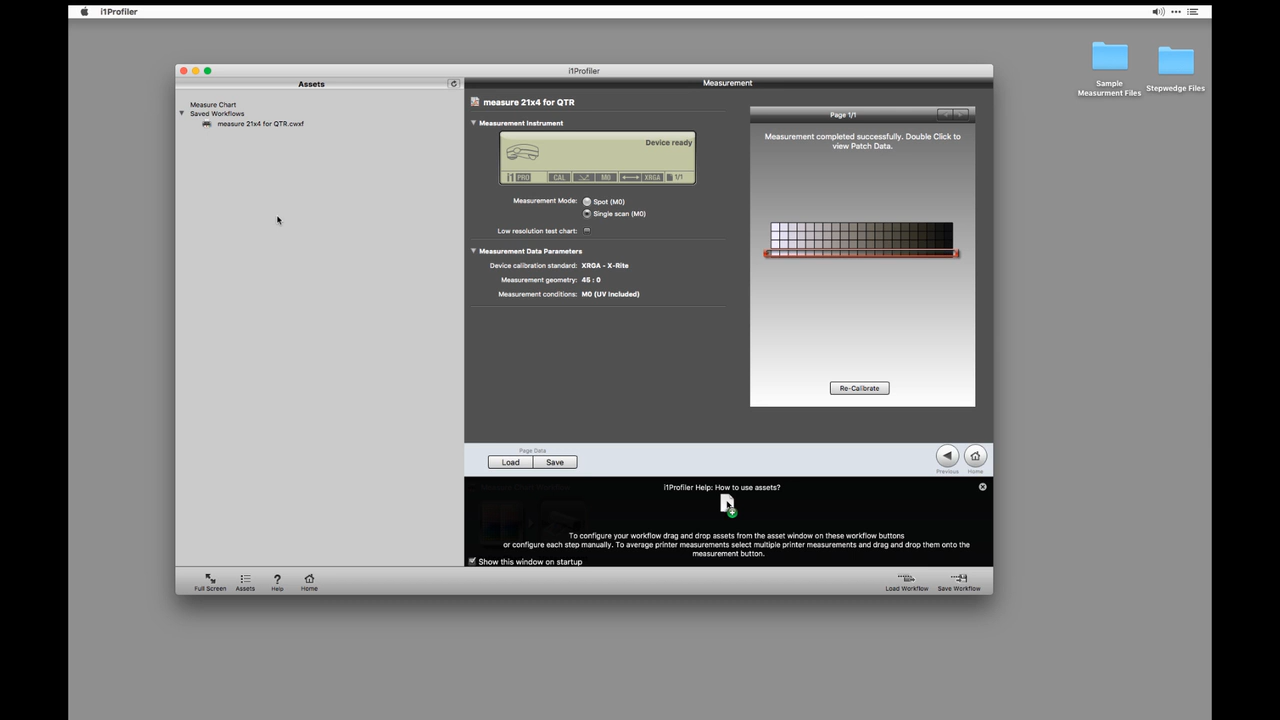 i1Profiler
i1Profiler
Assets
Measurement
Measure Chart
Saved Workflows
measure 21x4 for QTR.cwxf
measure 21x4 for QTR
Measurement Instrument
Device ready
i1 PRO
CAL
M0
XRGA
1/1
Measurement Mode:
Spot (M0)
Single scan (M0)
Low resolution test chart:
Measurement Data Parameters
Device calibration standard: XRGA - X-Rite
Measurement geometry: 45 : 0
Measurement conditions: M0 (UV Included)
Page 1/1
Measurement completed successfully. Double Click to
view Patch Data.
Re-Calibrate
Page Data
Load
Save
Previous
Home
i1Profiler Help: How to use assets?
To configure your workflow drag and drop assets from the asset window on these workflow buttons
or configure each step manually. To average printer measurements select multiple printer measurements and drag and drop them onto the
measurement button.
Show this window on startup
Full Screen
Assets
Help
Home
Load Workflow
Save Workflow
Sample
Measurment Files
Stepwedge Files